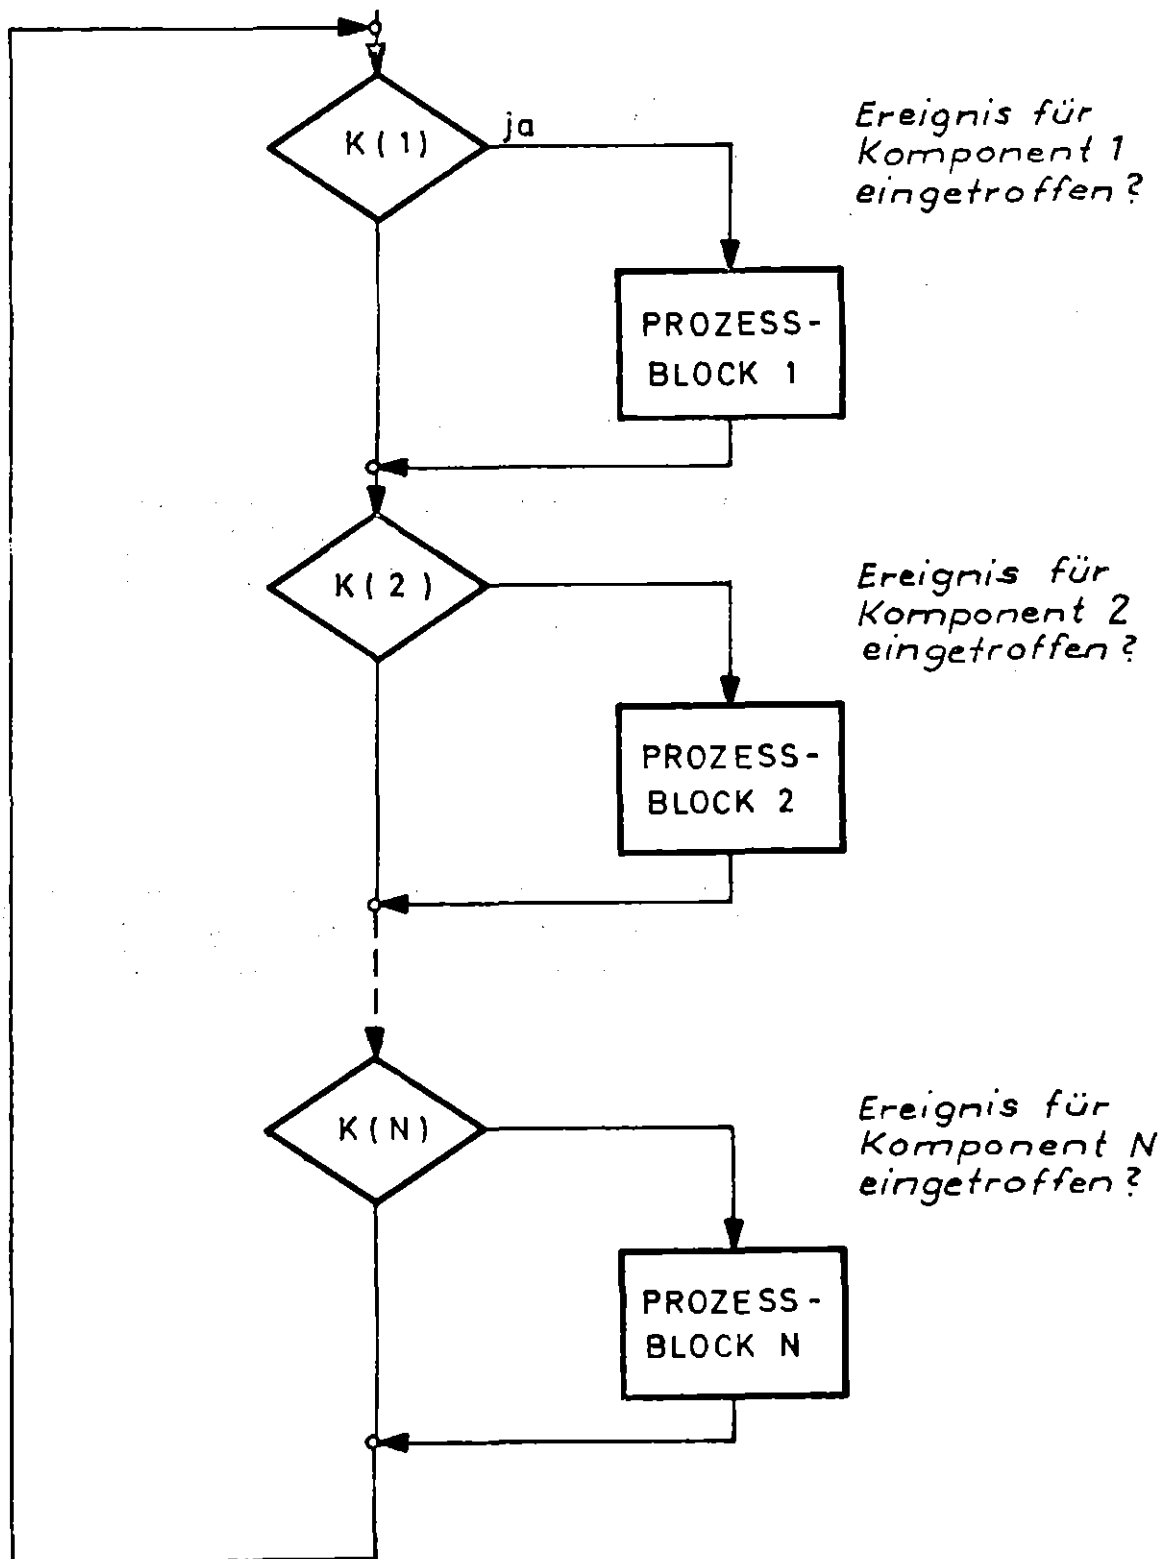 K(1)
ja
Ereignis für
Komponent 1
eingetroffen?
PROZESS-
BLOCK 1
K(2)
Ereignis für
Komponent 2
eingetroffen?
PROZESS-
BLOCK 2
K(N)
Ereignis für
Komponent N
eingetroffen?
PROZESS-
BLOCK N